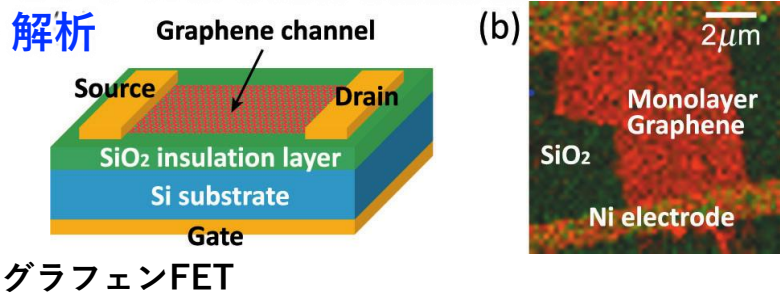 解析
Graphene channel
Source
Drain
SiO₂ insulation layer
Si substrate
Gate
グラフェンFET
(b)
2μm
Monolayer
Graphene
SiO₂
Ni electrode